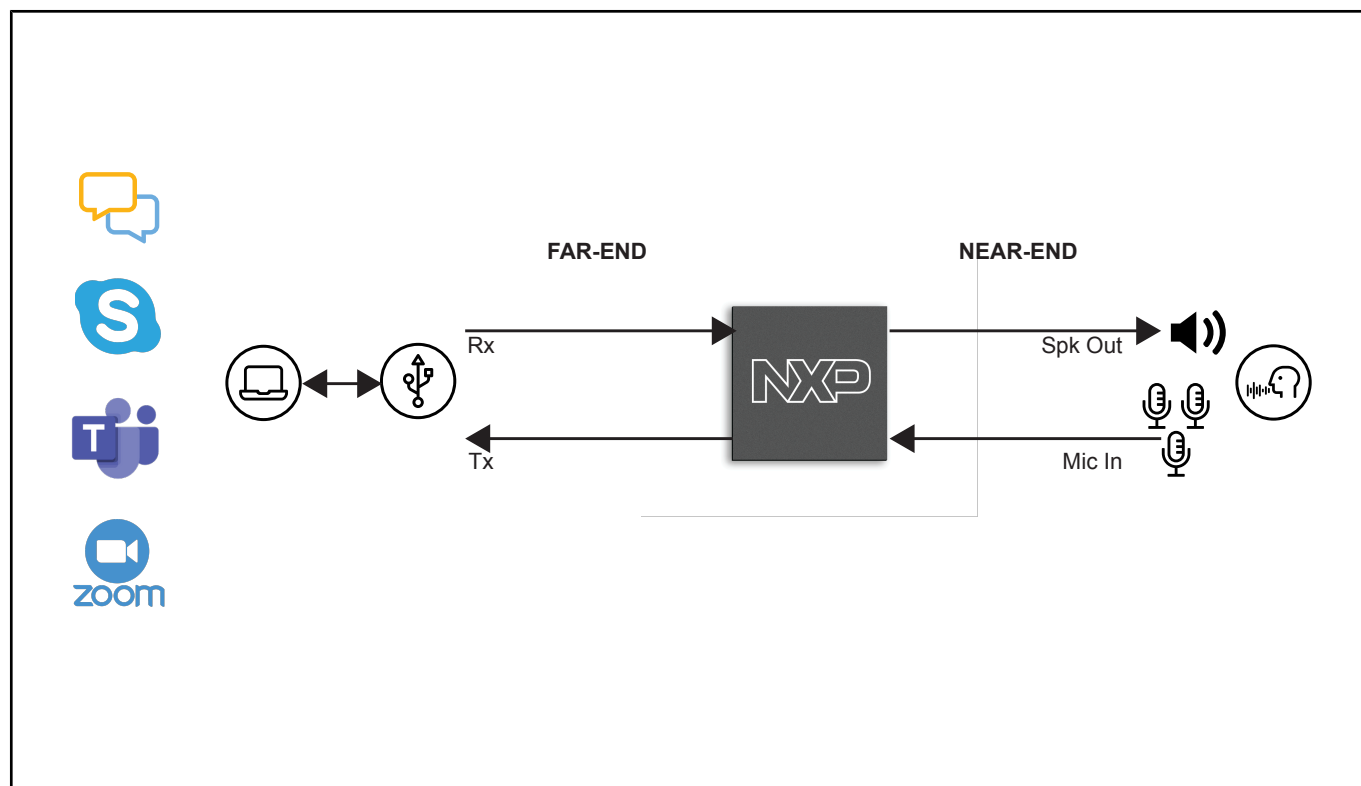 FAR-END
NEAR-END
S
Rx
Spk Out
NXP
T
Tx
Mic In
zoom